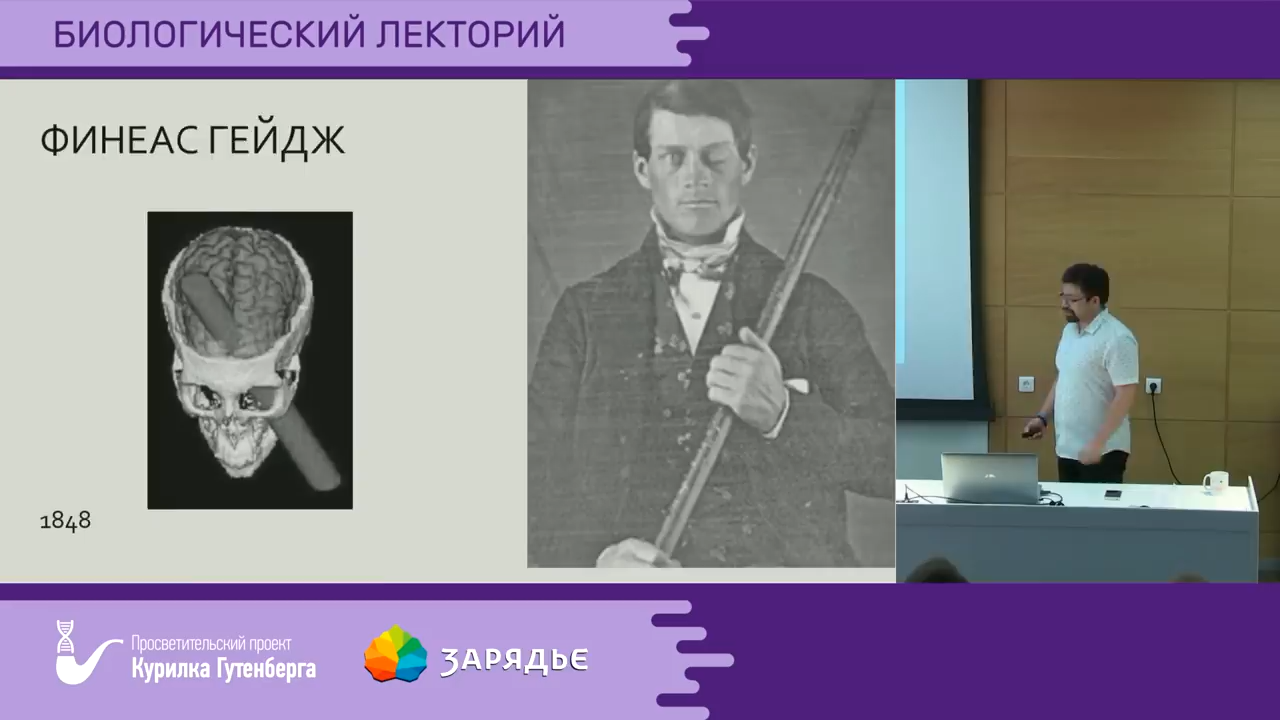 БИОЛОГИЧЕСКИЙ ЛЕКТОРИЙ
ФИНЕАС ГЕЙДЖ
1848
Просветительский проект
Курилка Гутенберга
ЗАРЯДЬЕ